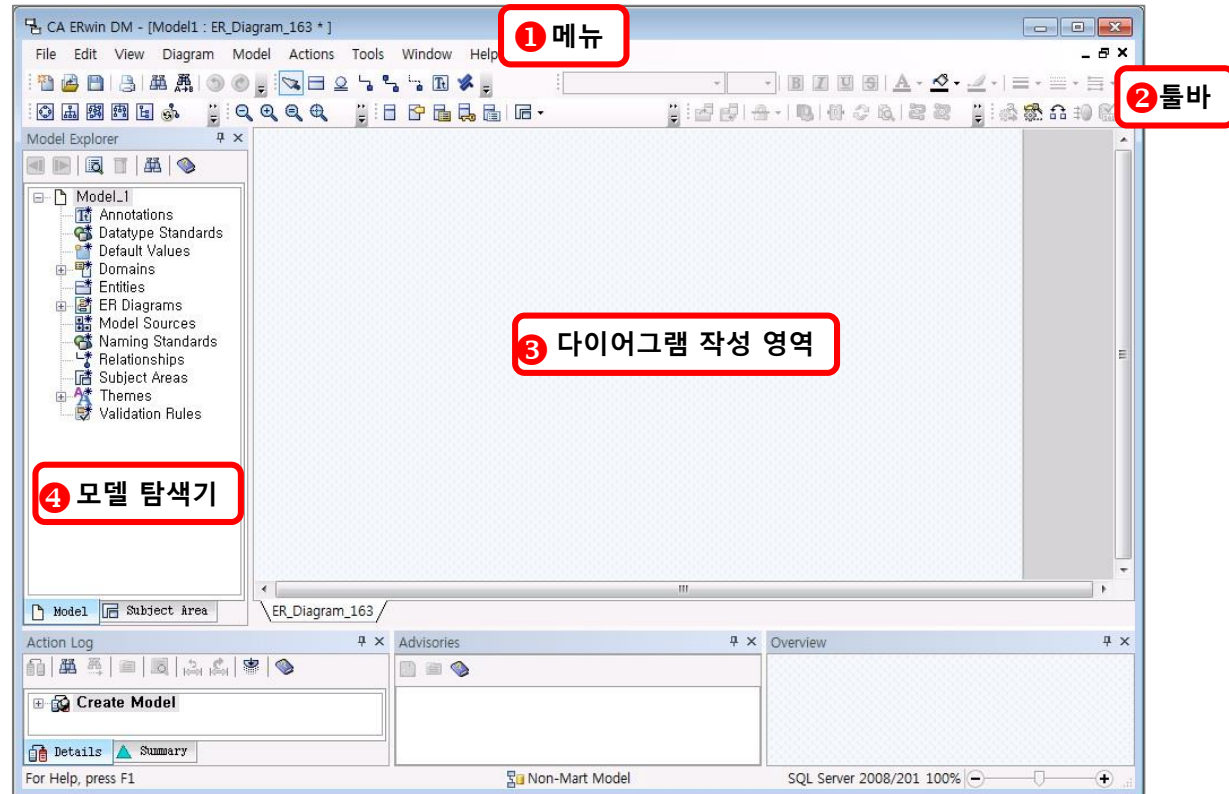 CA ERwin DM - [Model1 : ER_Diagram_163 * ]
❶ 메뉴
File Edit View Diagram Model Actions Tools Window Help
❷ 툴바
Model Explorer
Model_1
Annotations
Datatype Standards
Default Values
Domains
Entities
ER Diagrams
Model Sources
Naming Standards
Relationships
Subject Areas
Themes
Validation Rules
❸ 다이어그램 작성 영역
❹ 모델 탐색기
Model Subject Area
ER_Diagram_163
Action Log
Create Model
Details Summary
Advisories
Overview
For Help, press F1 Non-Mart Model SQL Server 2008/201 100%